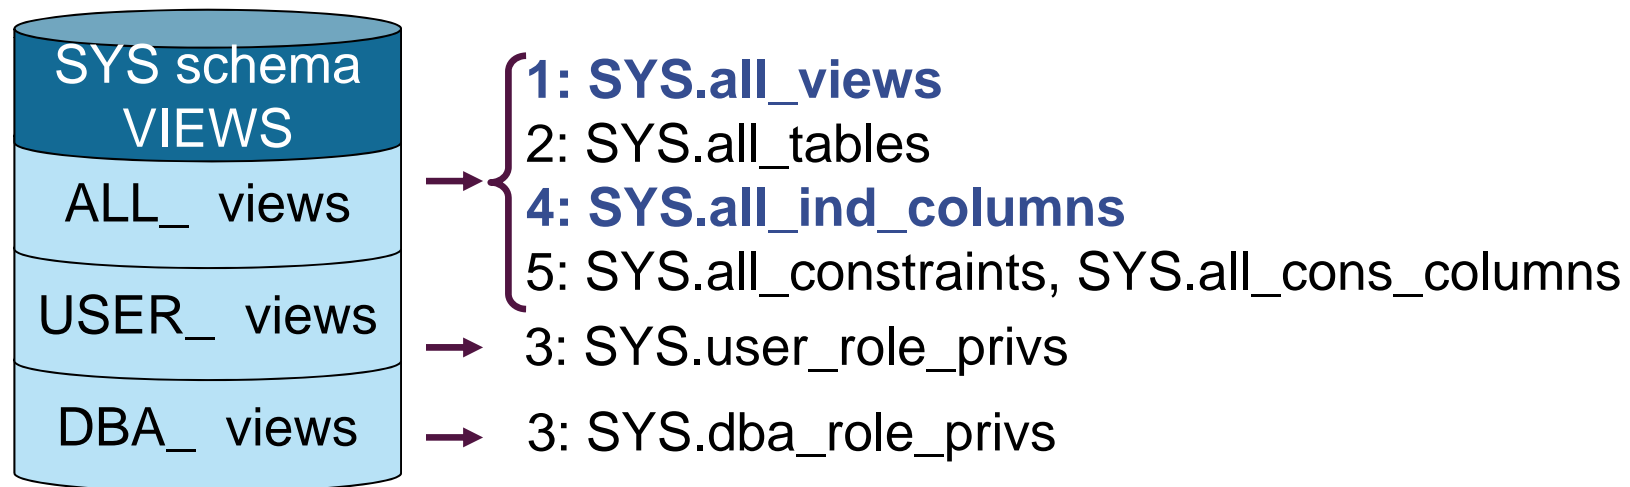 SYS schema
VIEWS
ALL_ views
USER_ views
DBA_ views
1: SYS.all_views
2: SYS.all_tables
4: SYS.all_ind_columns
5: SYS.all_constraints, SYS.all_cons_columns
3: SYS.user_role_privs
3: SYS.dba_role_privs